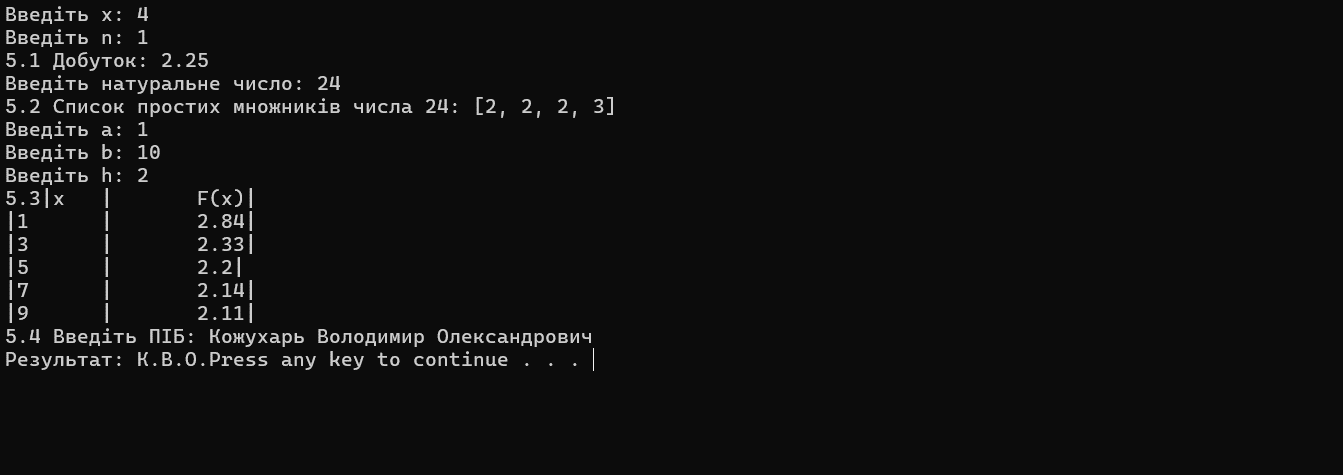 Введіть x: 4
Введіть n: 1
5.1 Добуток: 2.25
Введіть натуральне число: 24
5.2 Список простих множників числа 24: [2, 2, 2, 3]
Введіть a: 1
Введіть b: 10
Введіть h: 2
5.3|x   |       F(x)|
|1      |       2.84|
|3      |       2.33|
|5      |       2.2|
|7      |       2.14|
|9      |       2.11|
5.4 Введіть ПІБ: Кожухарь Володимир Олександрович
Результат: К.В.О.Press any key to continue . . .